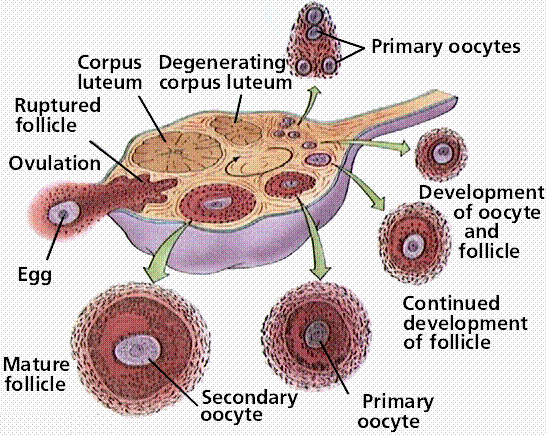 Primary oocytes
Corpus
luteum
Degenerating
corpus luteum
Ruptured
follicle
Ovulation
Egg
Development
of oocyte
and
follicle
Continued
development
of follicle
Mature
follicle
Secondary
oocyte
Primary
oocyte